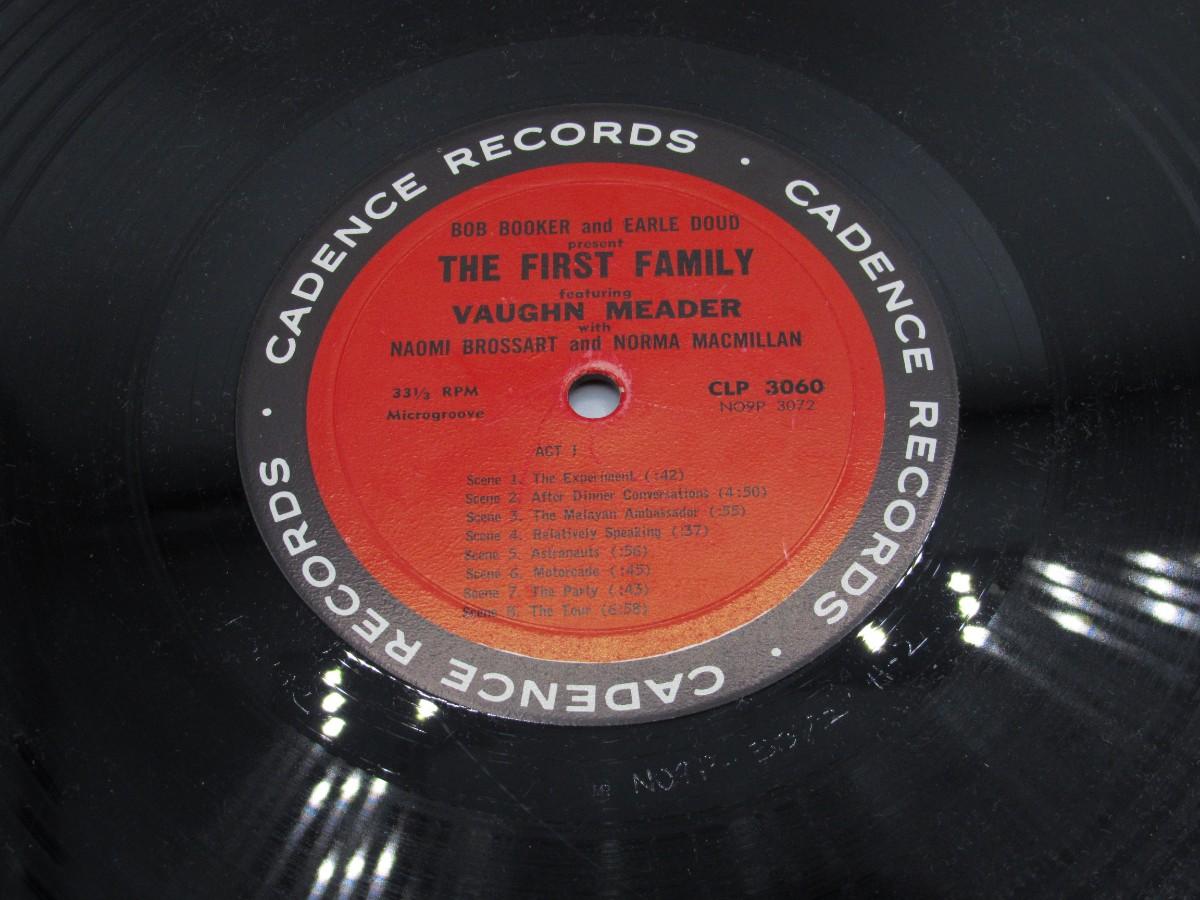 CADENCE RECORDS · CADENCE RECORDS · CADENCE RECORDS ·
BOB BOOKER and EARLE DOUD
present
THE FIRST FAMILY
featuring
VAUGHN MEADER
with
NAOMI BROSSART and NORMA MACMILLAN
33⅓ RPM
Microgroove
CLP 3060
NO9P 3072
ACT I
Scene 1. The Experiment (:42)
Scene 2. After Dinner Conversations (4:50)
Scene 3. The Malayan Ambassador (:55)
Scene 4. Relatively Speaking (:37)
Scene 5. Astronauts (:56)
Scene 6. Motorcade (:45)
Scene 7. The Party (:43)
Scene 8. The Tour (6:58)
NO9P 3072